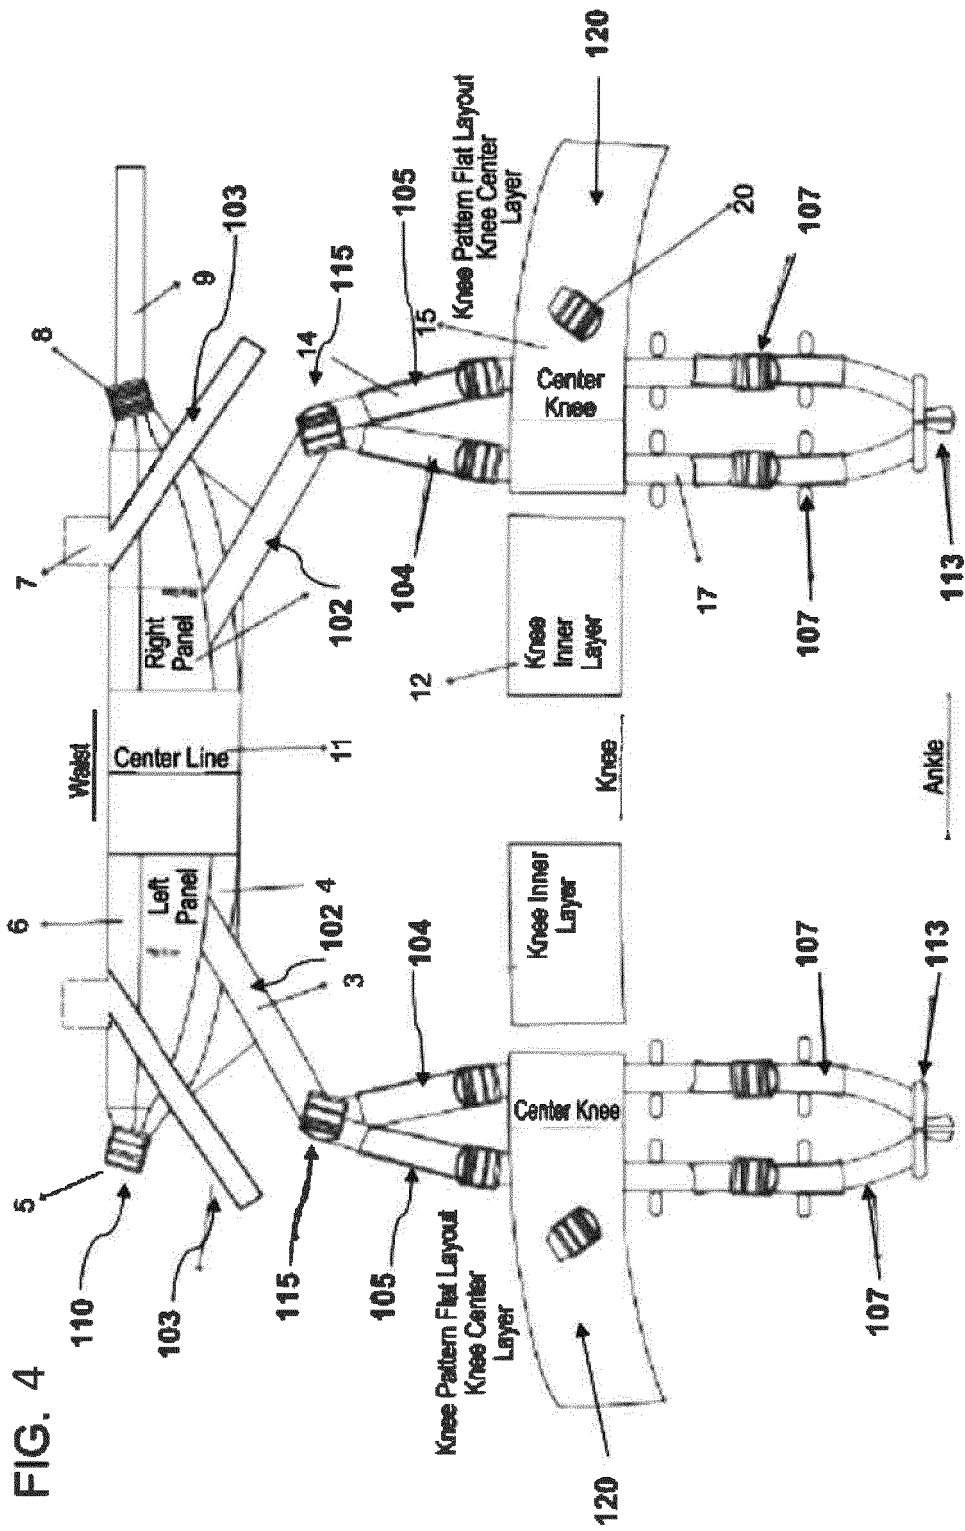 FIG. 4
110
5
103
6
Waist
7
8
9
103
Left
Panel
Center Line
Right
Panel
4
11
102
3
102
14
115
115
105
104
104
105
15
Knee Pattern Flat Layout
Knee Center
Layer
Knee Pattern Flat Layout
Knee Center
Layer
12
Center Knee
Knee Inner
Layer
Knee
Inner
Layer
Center
Knee
120
120
Knee
17
20
107
107
107
107
Ankle
113
113